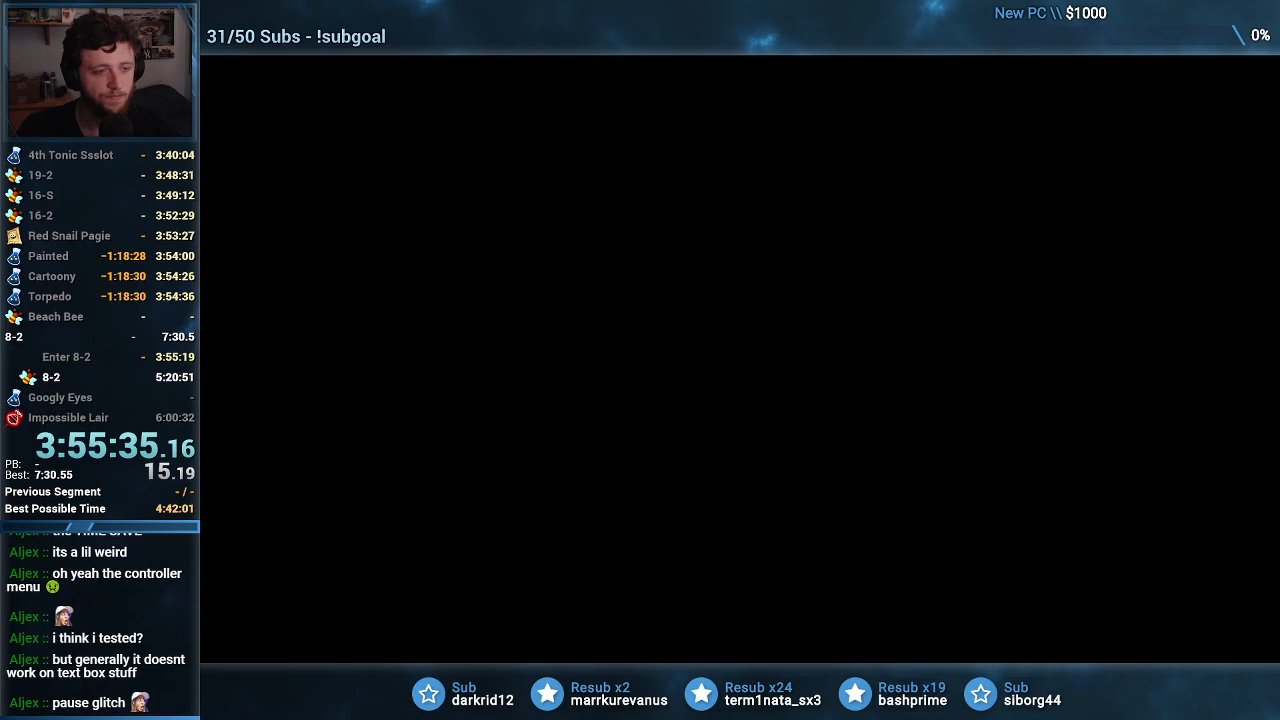 New PC \\ $1000
31/50 Subs - !subgoal
0%
4th Tonic Ssslot - 3:40:04
19-2 - 3:48:31
16-S - 3:49:12
16-2 - 3:52:29
Red Snail Pagie - 3:53:27
Painted −1:18:28 3:54:00
Cartoony −1:18:30 3:54:26
Torpedo −1:18:30 3:54:36
Beach Bee - -
8-2 - 7:30.5
Enter 8-2 - 3:55:19
8-2 5:20:51
Googly Eyes -
Impossible Lair 6:00:32
3:55:35.16
PB: -
Best: 7:30.55 15.19
Previous Segment - / -
Best Possible Time 4:42:01
Aljex :: the TIME SAVE
Aljex :: its a lil weird
Aljex :: oh yeah the controller
menu
Aljex ::
Aljex :: i think i tested?
Aljex :: but generally it doesnt
work on text box stuff
Aljex :: pause glitch
Sub
darkrid12
Resub x2
marrkurevanus
Resub x24
term1nata_sx3
Resub x19
bashprime
Sub
siborg44